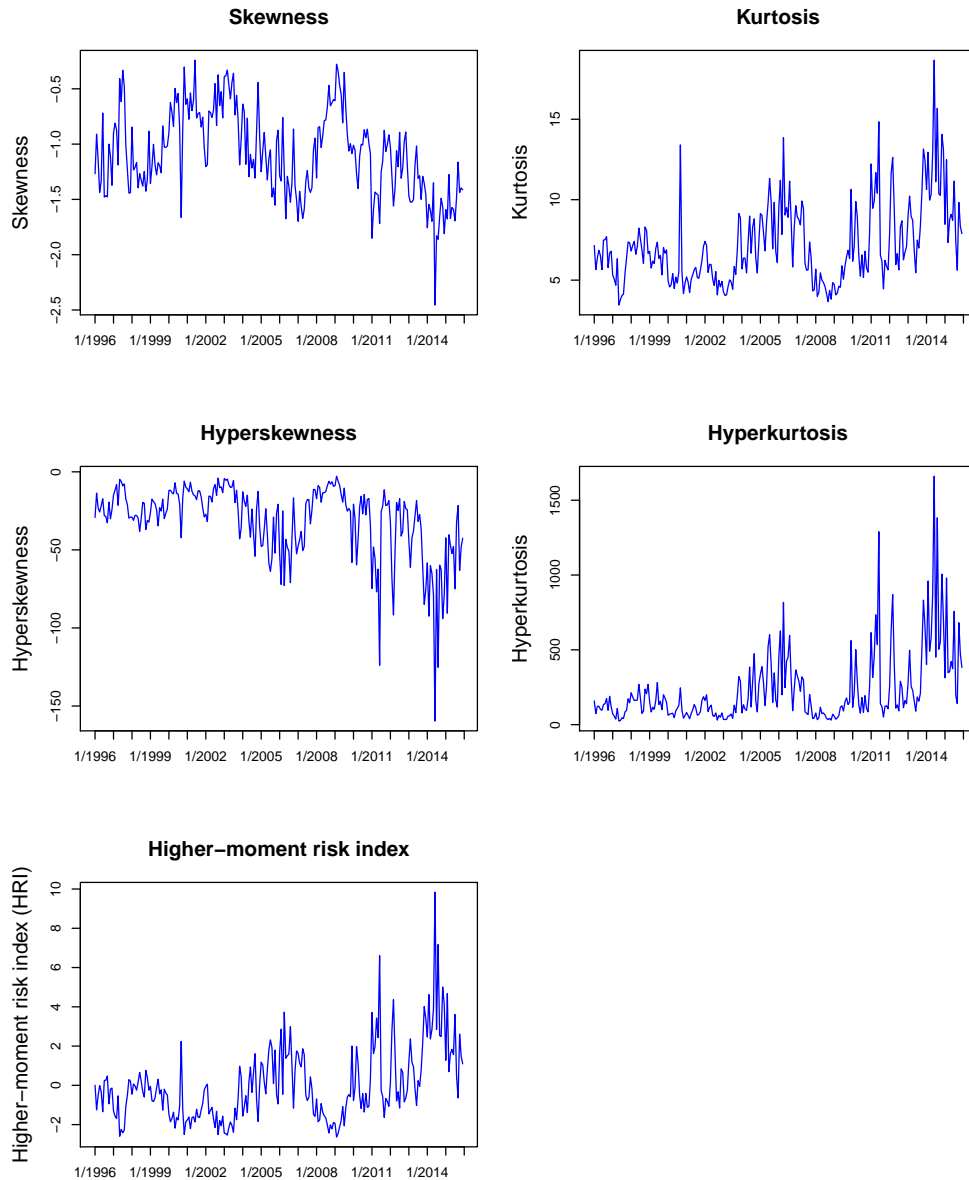 Skewness
Skewness
−0.5
−1.0
−1.5
−2.0
−2.5
1/1996 1/1999 1/2002 1/2005 1/2008 1/2011 1/2014
Kurtosis
Kurtosis
15
10
5
1/1996 1/1999 1/2002 1/2005 1/2008 1/2011 1/2014
Hyperskewness
Hyperskewness
0
−50
−100
−150
1/1996 1/1999 1/2002 1/2005 1/2008 1/2011 1/2014
Hyperkurtosis
Hyperkurtosis
1500
1000
500
0
1/1996 1/1999 1/2002 1/2005 1/2008 1/2011 1/2014
Higher−moment risk index
Higher−moment risk index (HRI)
10
8
6
4
2
0
−2
1/1996 1/1999 1/2002 1/2005 1/2008 1/2011 1/2014